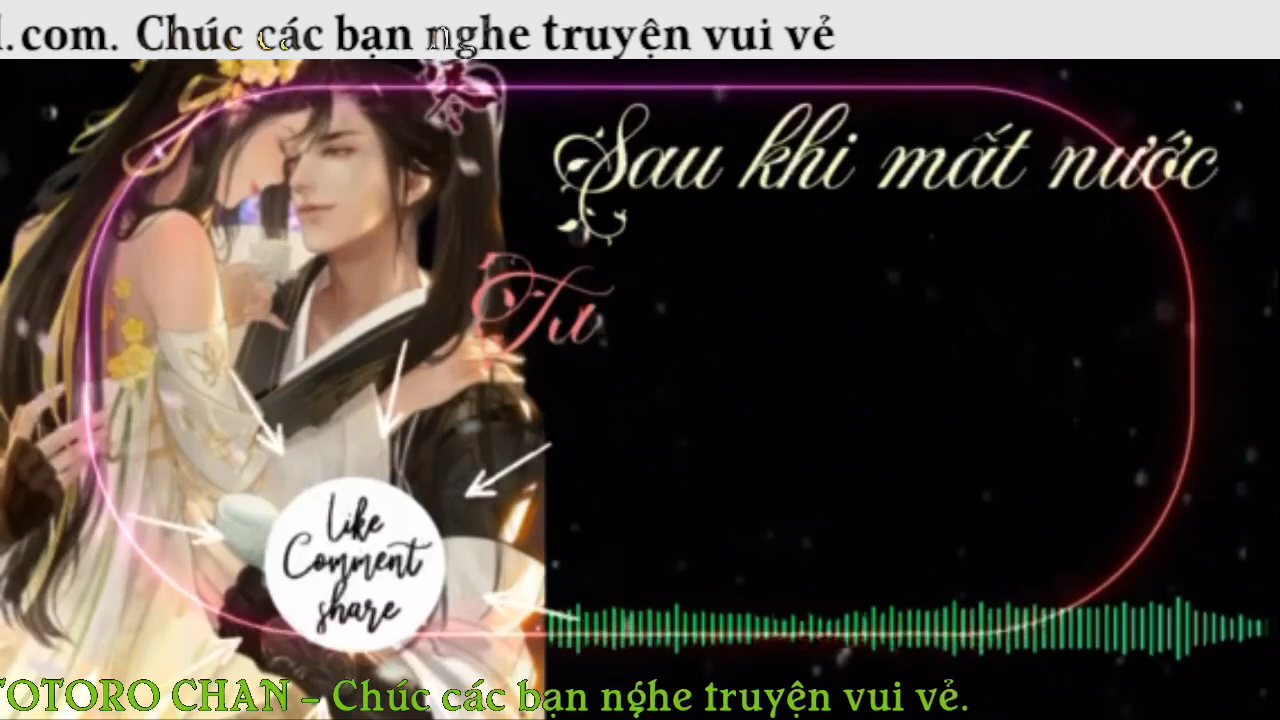 l.com. Chúc các bạn nghe truyện vui vẻ
Sau khi mất nước
Tư
like
Comment
share
TOTORO CHAN – Chúc các bạn nghe truyện vui vẻ.